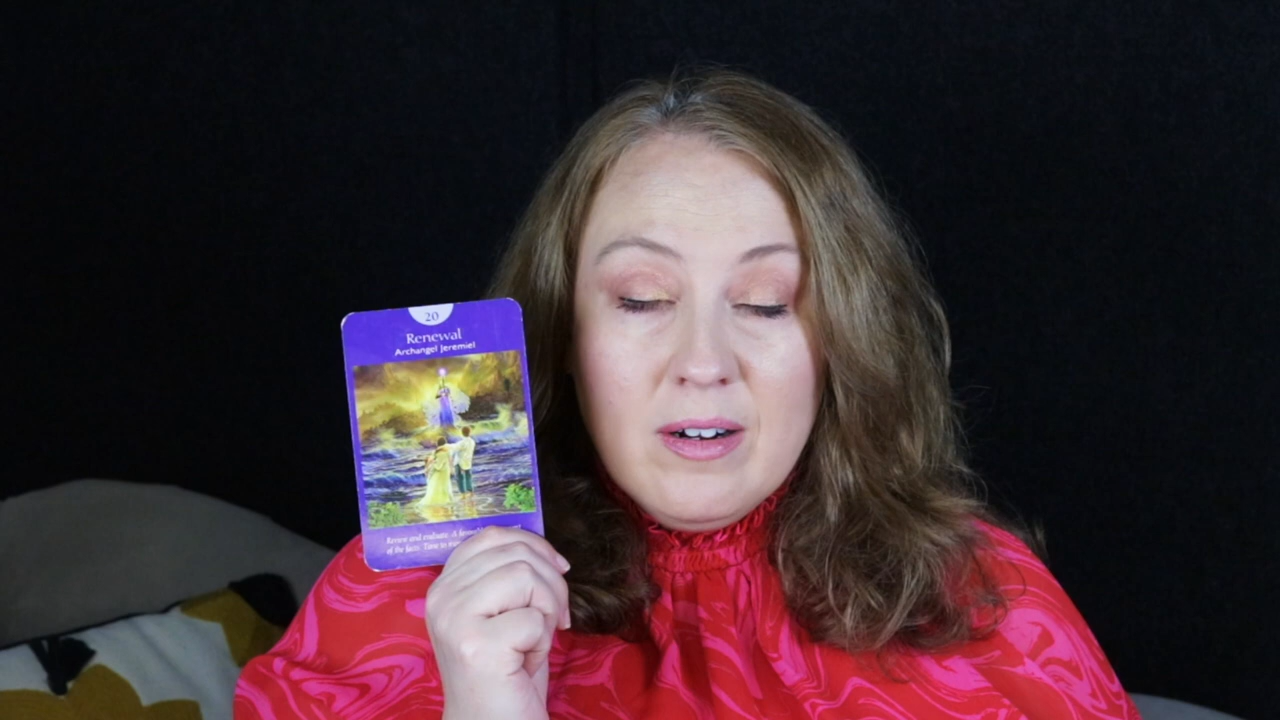 20
Renewal
Archangel Jeremiel
Review and evaluate. A
of the facts. Time to